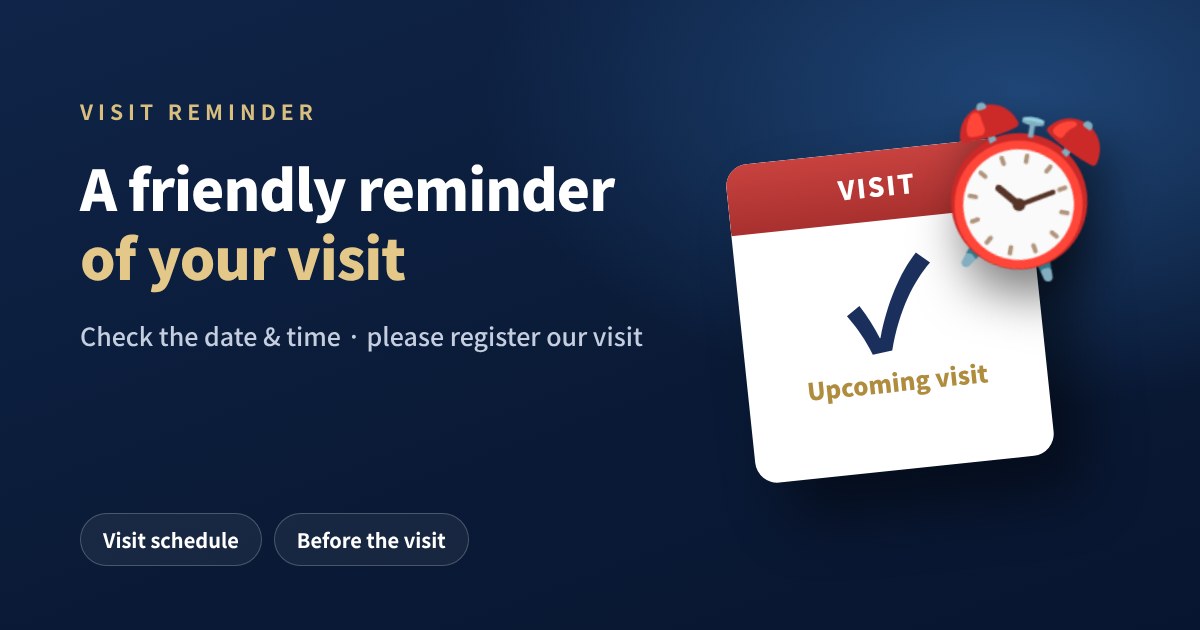 VISIT REMINDER
A friendly reminder
of your visit
Check the date & time · please register our visit
VISIT
Upcoming visit
Visit schedule
Before the visit